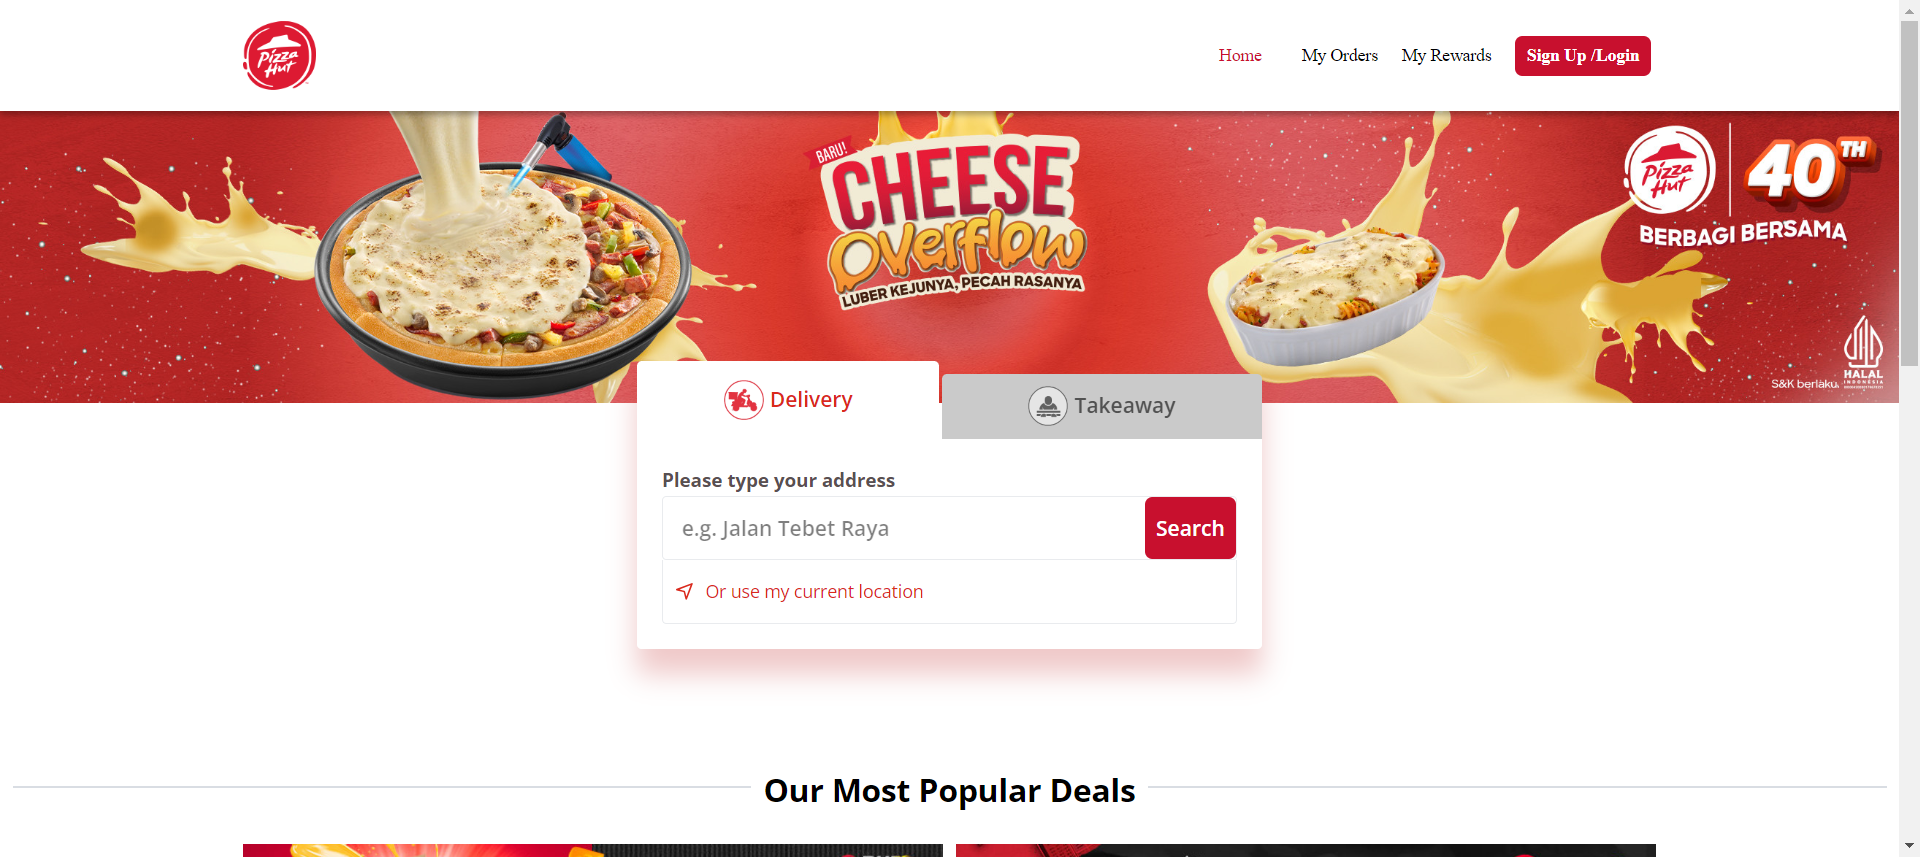 Pizza
Hut
Home
My Orders
My Rewards
Sign Up /Login
BARU!
CHEESE
Overflow
LUBER KEJUNYA, PECAH RASANYA
Pizza
Hut
40TH
BERBAGI BERSAMA
HALAL
INDONESIA
S&K berlaku.
Delivery
Takeaway
Please type your address
e.g. Jalan Tebet Raya
Search
Or use my current location
Our Most Popular Deals